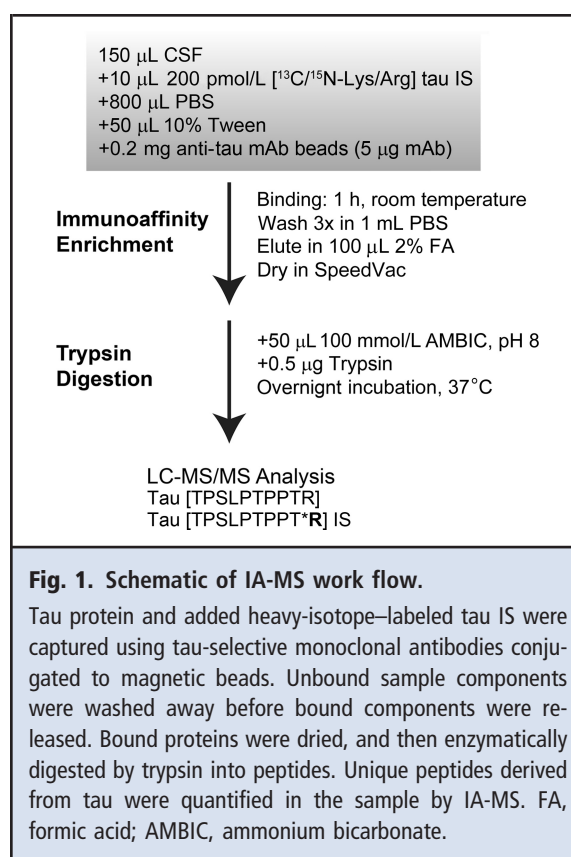 150 μL CSF
+10 μL 200 pmol/L [¹³C/¹⁵N-Lys/Arg] tau IS
+800 μL PBS
+50 μL 10% Tween
+0.2 mg anti-tau mAb beads (5 μg mAb)
Immunoaffinity
Enrichment
Binding: 1 h, room temperature
Wash 3x in 1 mL PBS
Elute in 100 μL 2% FA
Dry in SpeedVac
Trypsin
Digestion
+50 μL 100 mmol/L AMBIC, pH 8
+0.5 μg Trypsin
Overnignt incubation, 37°C
LC-MS/MS Analysis
Tau [TPSLPTPPTR]
Tau [TPSLPTPPT*R] IS
Fig. 1. Schematic of IA-MS work flow.
Tau protein and added heavy-isotope–labeled tau IS were
captured using tau-selective monoclonal antibodies conju-
gated to magnetic beads. Unbound sample components
were washed away before bound components were re-
leased. Bound proteins were dried, and then enzymatically
digested by trypsin into peptides. Unique peptides derived
from tau were quantified in the sample by IA-MS. FA,
formic acid; AMBIC, ammonium bicarbonate.